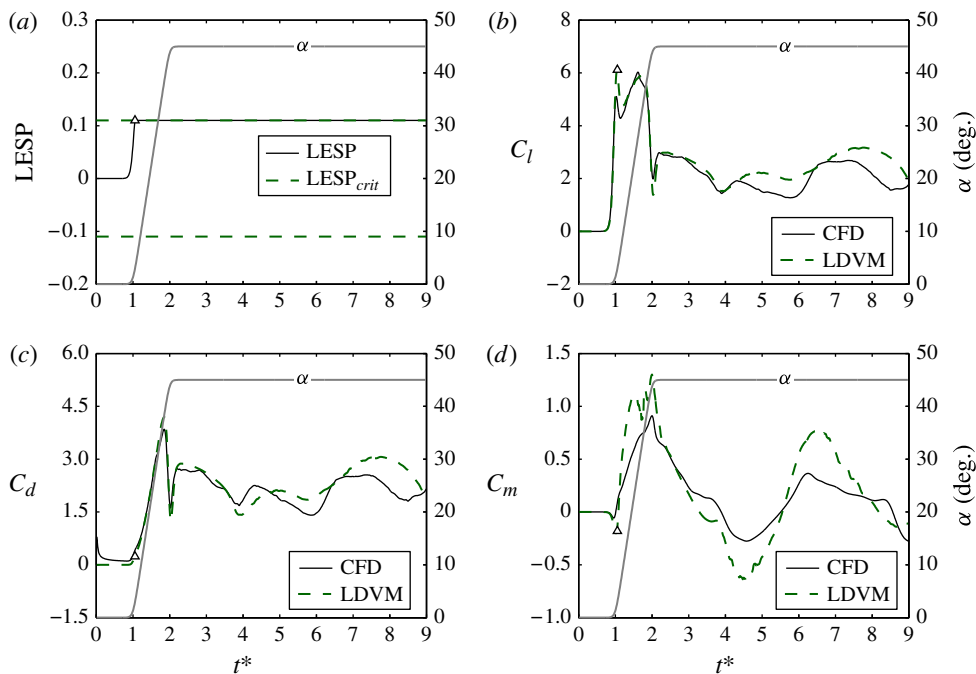 (a)
0.3
0.2
0.1
0
−0.1
−0.2
LESP
α
LESP
LESP_crit
50
40
30
20
10
0
0 1 2 3 4 5 6 7 8 9
(b)
8
6
4
2
0
−2
C_l
CFD
LDVM
50
40
30
20
10
0
α (deg.)
0 1 2 3 4 5 6 7 8 9
(c)
6.0
4.5
3.0
1.5
0
−1.5
C_d
α
CFD
LDVM
50
40
30
20
10
0
0 1 2 3 4 5 6 7 8 9
t*
(d)
1.5
1.0
0.5
0
−0.5
−1.0
C_m
α
CFD
LDVM
50
40
30
20
10
0
α (deg.)
0 1 2 3 4 5 6 7 8 9
t*